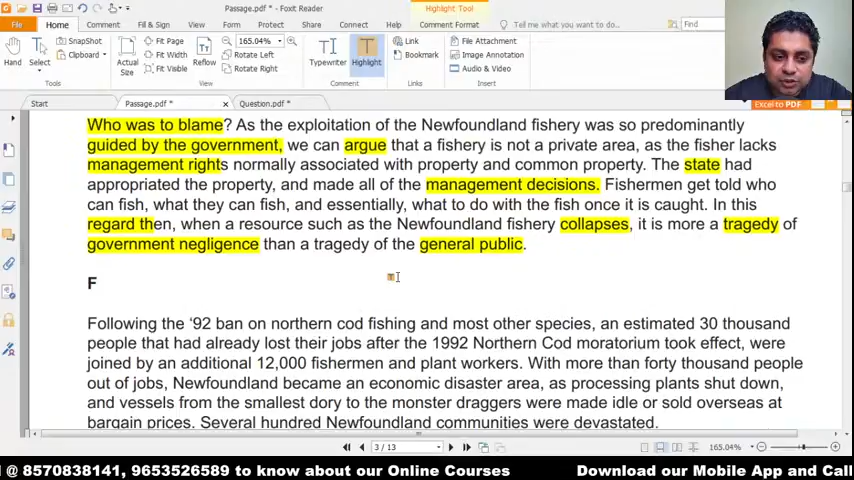 Passage.pdf * - Foxit Reader
Highlight Tool
File
Home
Comment
Fill & Sign
View
Form
Protect
Share
Connect
Help
Comment Format
Tell me what you want to do...
Find
Hand
Select
SnapShot
Clipboard
Actual Size
Fit Page
Fit Width
Fit Visible
Reflow
165.04%
Rotate Left
Rotate Right
Typewriter
Highlight
Link
Bookmark
File Attachment
Image Annotation
Audio & Video
Tools
View
Comment
Links
Insert
Excel to PDF
Start
Passage.pdf *
Question.pdf *
Who was to blame? As the exploitation of the Newfoundland fishery was so predominantly
guided by the government, we can argue that a fishery is not a private area, as the fisher lacks
management rights normally associated with property and common property. The state had
appropriated the property, and made all of the management decisions. Fishermen get told who
can fish, what they can fish, and essentially, what to do with the fish once it is caught. In this
regard then, when a resource such as the Newfoundland fishery collapses, it is more a tragedy of
government negligence than a tragedy of the general public.
F
Following the ‘92 ban on northern cod fishing and most other species, an estimated 30 thousand
people that had already lost their jobs after the 1992 Northern Cod moratorium took effect, were
joined by an additional 12,000 fishermen and plant workers. With more than forty thousand people
out of jobs, Newfoundland became an economic disaster area, as processing plants shut down,
and vessels from the smallest dory to the monster draggers were made idle or sold overseas at
bargain prices. Several hundred Newfoundland communities were devastated.
3 / 13
165.04%
@ 8570838141, 9653526589 to know about our Online Courses
Download our Mobile App and Call